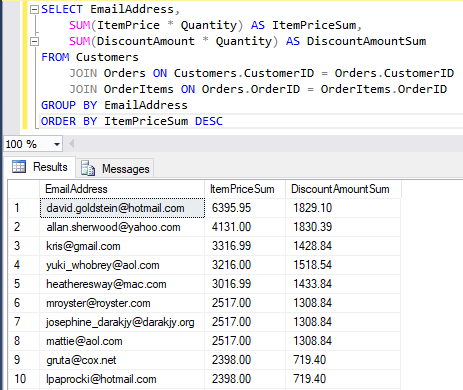 SELECT EmailAddress,
SUM(ItemPrice * Quantity) AS ItemPriceSum,
SUM(DiscountAmount * Quantity) AS DiscountAmountSum
FROM Customers
JOIN Orders ON Customers.CustomerID = Orders.CustomerID
JOIN OrderItems ON Orders.OrderID = OrderItems.OrderID
GROUP BY EmailAddress
ORDER BY ItemPriceSum DESC
100 %
Results Messages
EmailAddress ItemPriceSum DiscountAmountSum
1 david.goldstein@hotmail.com 6395.95 1829.10
2 allan.sherwood@yahoo.com 4131.00 1830.39
3 kris@gmail.com 3316.99 1428.84
4 yuki_whobrey@aol.com 3216.00 1518.54
5 heatheresway@mac.com 3016.99 1433.84
6 mroyster@royster.com 2517.00 1308.84
7 josephine_darakjy@darakjy.org 2517.00 1308.84
8 mattie@aol.com 2517.00 1308.84
9 gruta@cox.net 2398.00 719.40
10 lpaprocki@hotmail.com 2398.00 719.40